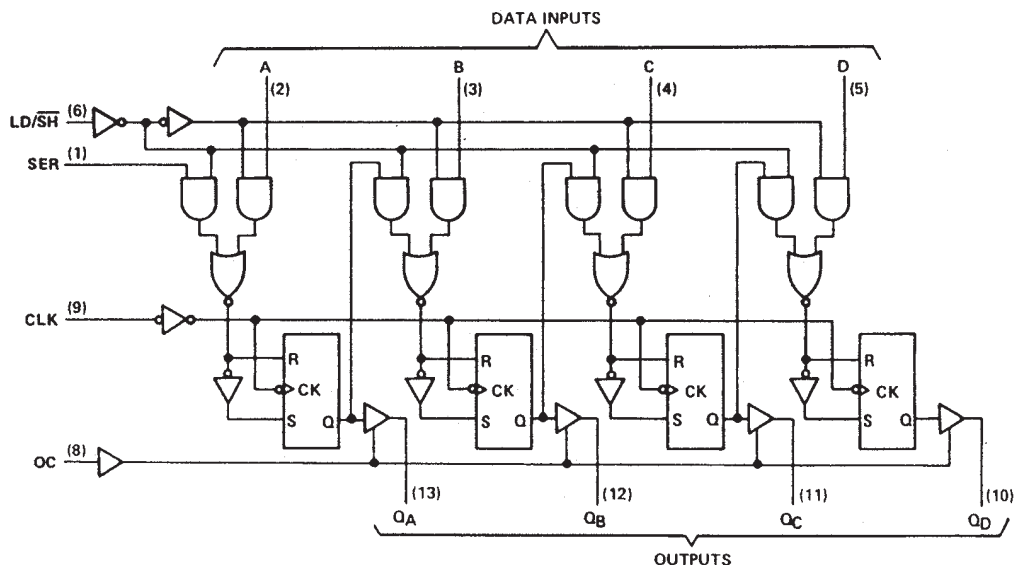 DATA INPUTS
A B C D
(2) (3) (4) (5)
LD/S̅H̅ (6)
SER (1)
CLK (9)
R R R R
CK CK CK CK
S Q S Q S Q S Q
OC (8)
(13) (12) (11) (10)
QA QB QC QD
OUTPUTS